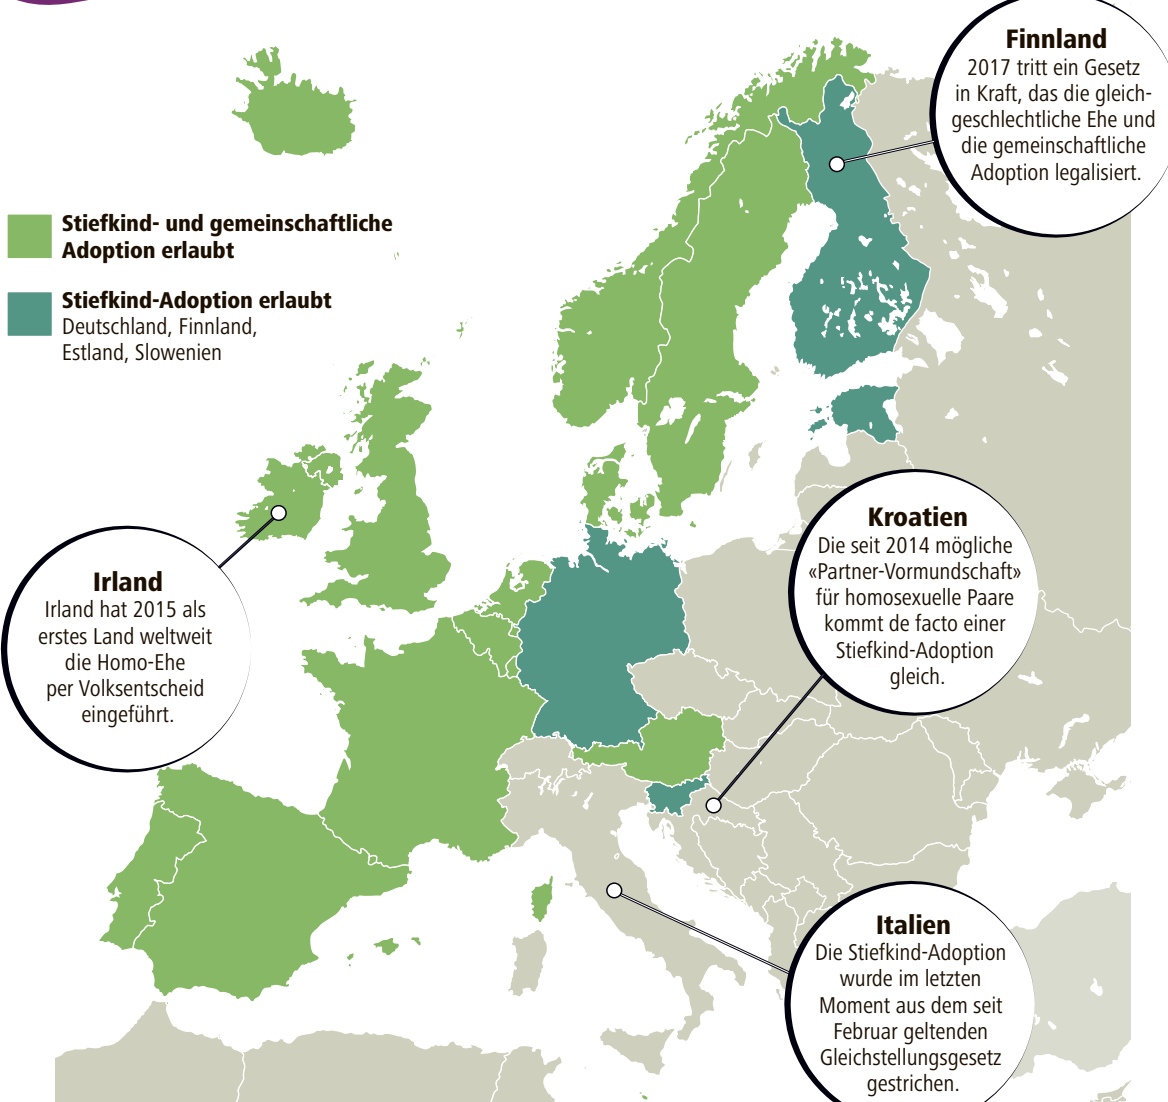 Finnland
2017 tritt ein Gesetz
in Kraft, das die gleich-
geschlechtliche Ehe und
die gemeinschaftliche
Adoption legalisiert.
Stiefkind- und gemeinschaftliche
Adoption erlaubt
Stiefkind-Adoption erlaubt
Deutschland, Finnland,
Estland, Slowenien
Kroatien
Die seit 2014 mögliche
«Partner-Vormundschaft»
für homosexuelle Paare
kommt de facto einer
Stiefkind-Adoption
gleich.
Irland
Irland hat 2015 als
erstes Land weltweit
die Homo-Ehe
per Volksentscheid
eingeführt.
Italien
Die Stiefkind-Adoption
wurde im letzten
Moment aus dem seit
Februar geltenden
Gleichstellungsgesetz
gestrichen.